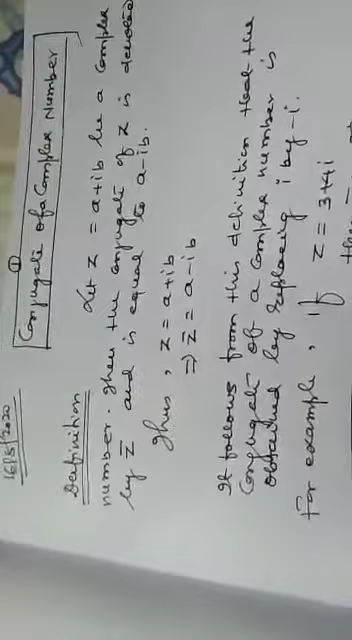 16/5/2020
①
Conjugate of a Complex Number
Definition
Let z = a+ib be a complex
number. Then the conjugate of z is denoted
by z̄ and is equal to a-ib.
Thus, z = a+ib
⇒ z̄ = a-ib
It follows from this definition that the
conjugate of a complex number is
obtained by replacing i by -i.
For example, if z = 3+4i
then